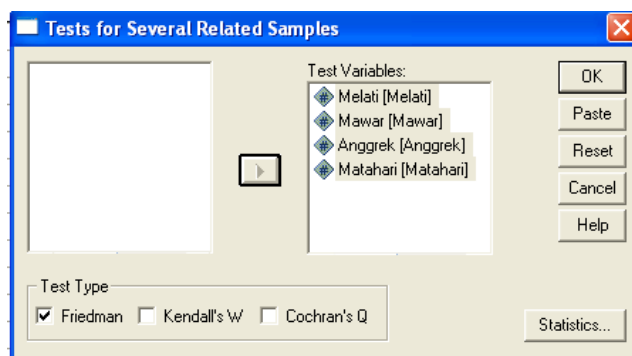 Tests for Several Related Samples
Test Variables:
Melati [Melati]
Mawar [Mawar]
Anggrek [Anggrek]
Matahari [Matahari]
OK
Paste
Reset
Cancel
Help
Test Type
Friedman Kendall's W Cochran's Q
Statistics...